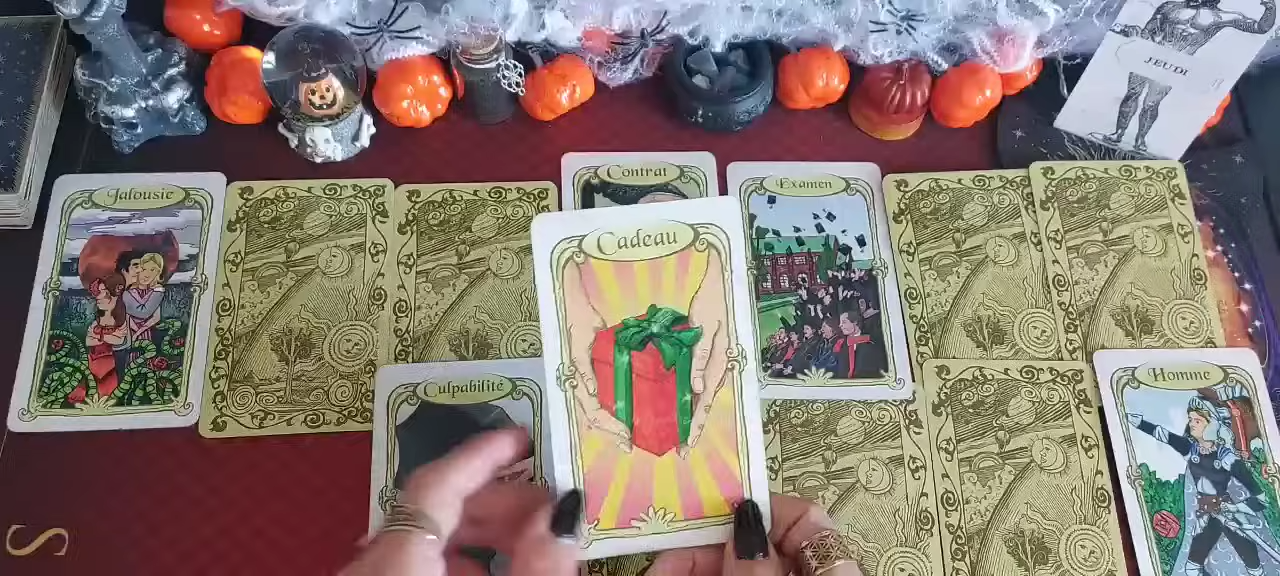 JEUDI
Jalousie
Contrat
Examen
Cadeau
Culpabilité
Homme
S